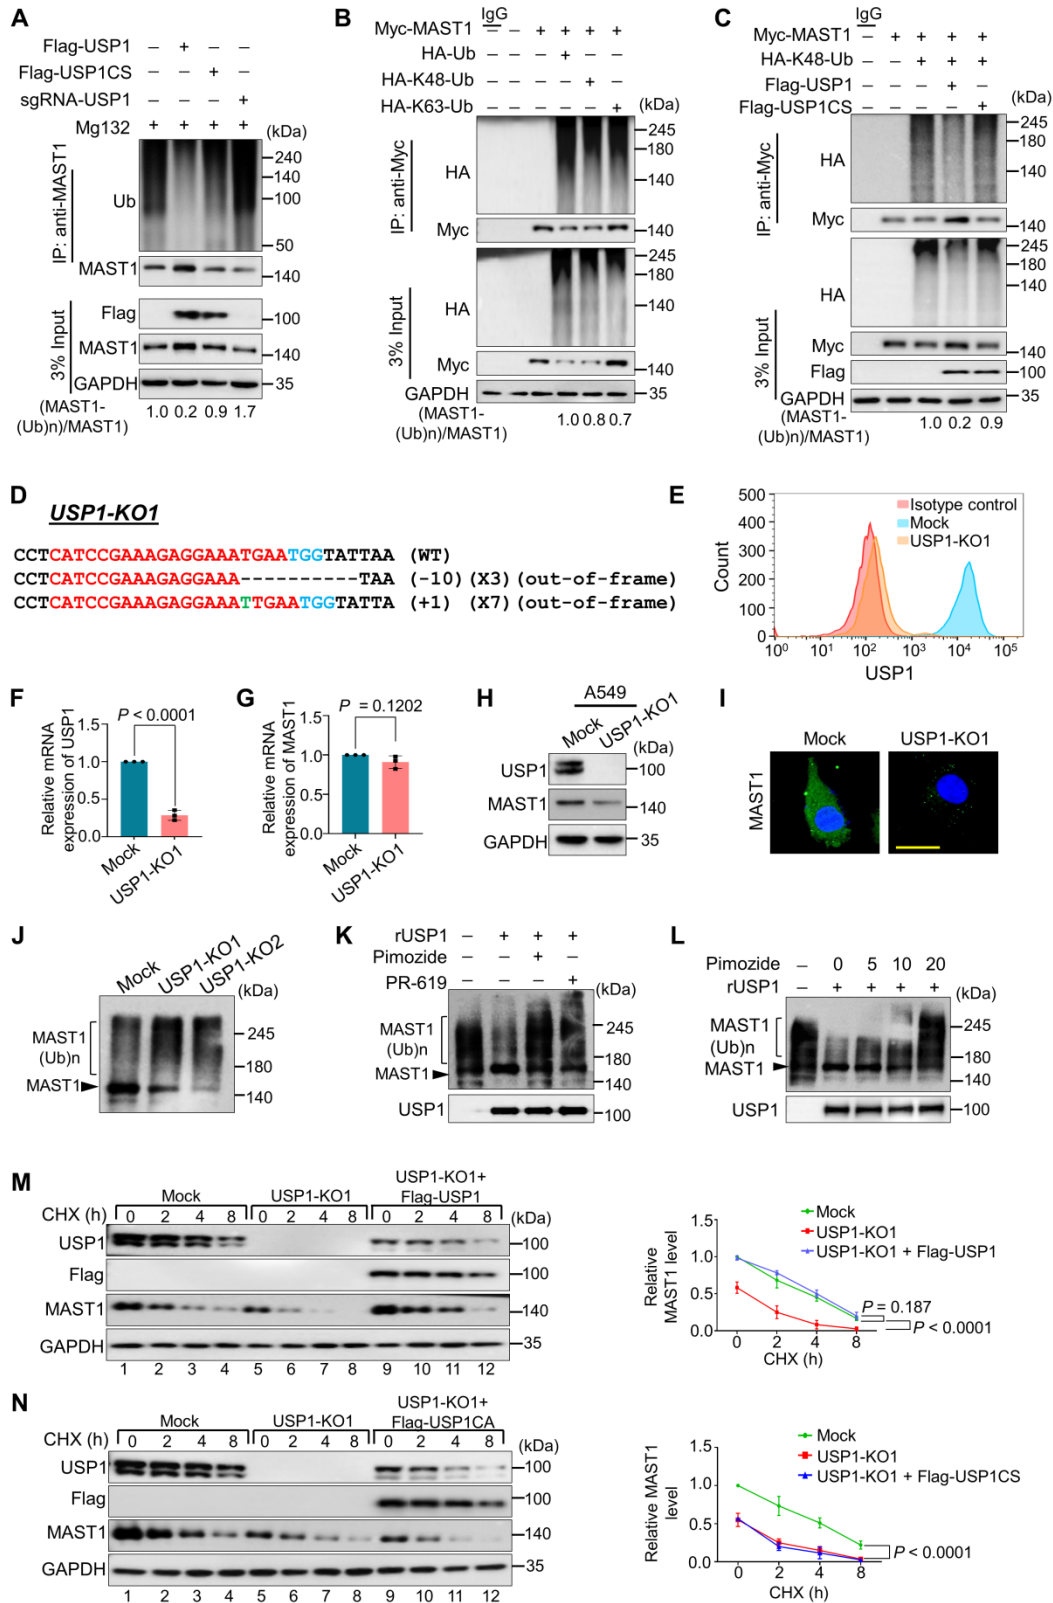 A
Flag-USP1 – + – –
Flag-USP1CS – – + –
sgRNA-USP1 – – – +
Mg132 + + + +
(kDa)
IP: anti-MAST1
Ub
240
140
100
50
MAST1
140
3% Input
Flag
100
MAST1
140
GAPDH
35
(MAST1-
(Ub)n)/MAST1)
1.0 0.2 0.9 1.7
B
IgG
Myc-MAST1 – – + + + +
HA-Ub – – – + – –
HA-K48-Ub – – – – + –
HA-K63-Ub – – – – – +
(kDa)
IP: anti-Myc
HA
245
180
140
Myc
140
3% Input
HA
245
180
140
Myc
140
GAPDH
35
(MAST1-
(Ub)n)/MAST1)
1.0 0.8 0.7
C
IgG
Myc-MAST1 – + + + +
HA-K48-Ub – – + + +
Flag-USP1 – – – + –
Flag-USP1CS – – – – +
(kDa)
IP: anti-Myc
HA
245
180
140
Myc
140
3% Input
HA
245
180
140
Myc
140
Flag
100
GAPDH
35
(MAST1-
(Ub)n)/MAST1)
1.0 0.2 0.9
D
USP1-KO1
CCTCATCCGAAAGAGGAAATGAATGGTATTAA (WT)
CCTCATCCGAAAGAGGAAA----------TAA (-10) (X3) (out-of-frame)
CCTCATCCGAAAGAGGAAATTGAATGGTATTA (+1) (X7) (out-of-frame)
E
Count
500
400
300
200
100
0
Isotype control
Mock
USP1-KO1
10⁰ 10¹ 10² 10³ 10⁴ 10⁵
USP1
F
Relative mRNA
expression of USP1
1.5
1.0
0.5
0.0
P < 0.0001
Mock
USP1-KO1
G
Relative mRNA
expression of MAST1
1.5
1.0
0.5
0.0
P = 0.1202
Mock
USP1-KO1
H
A549
Mock
USP1-KO1
(kDa)
USP1
100
MAST1
140
GAPDH
35
I
Mock
USP1-KO1
MAST1
J
Mock
USP1-KO1
USP1-KO2
(kDa)
MAST1
(Ub)n
245
180
MAST1
140
K
rUSP1 – + + +
Pimozide – – + –
PR-619 – – – +
(kDa)
MAST1
(Ub)n
245
180
MAST1
140
USP1
100
L
Pimozide – 0 5 10 20
rUSP1 – + + + +
(kDa)
MAST1
(Ub)n
245
180
MAST1
140
USP1
100
M
Mock
USP1-KO1
USP1-KO1+
Flag-USP1
CHX (h) 0 2 4 8 0 2 4 8 0 2 4 8
(kDa)
USP1
100
Flag
100
MAST1
140
GAPDH
35
1 2 3 4 5 6 7 8 9 10 11 12
Mock
USP1-KO1
USP1-KO1 + Flag-USP1
Relative
MAST1 level
1.5
1.0
0.5
0.0
P = 0.187
P < 0.0001
0 2 4 8
CHX (h)
N
Mock
USP1-KO1
USP1-KO1+
Flag-USP1CA
CHX (h) 0 2 4 8 0 2 4 8 0 2 4 8
(kDa)
USP1
100
Flag
100
MAST1
140
GAPDH
35
1 2 3 4 5 6 7 8 9 10 11 12
Mock
USP1-KO1
USP1-KO1 + Flag-USP1CS
Relative MAST1
level
1.5
1.0
0.5
0.0
P < 0.0001
0 2 4 8
CHX (h)